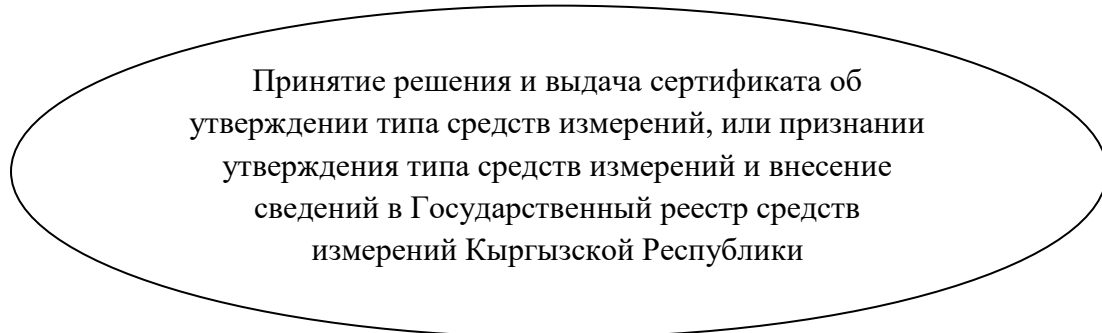 Принятие решения и выдача сертификата об
утверждении типа средств измерений, или признании
утверждения типа средств измерений и внесение
сведений в Государственный реестр средств
измерений Кыргызской Республики